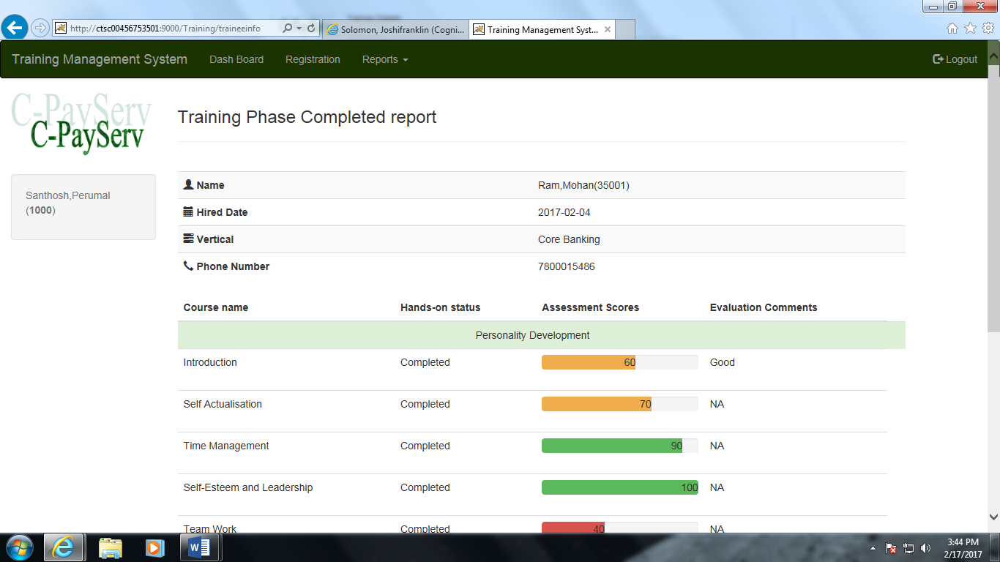 http://ctsc00456753501:9000/Training/traineeinfo
Solomon, Joshifranklin (Cogni...
Training Management Syst...
Training Management System
Dash Board
Registration
Reports
Logout
C-PayServ
C-PayServ
Training Phase Completed report
Santhosh,Perumal
(1000)
Name Ram,Mohan(35001)
Hired Date 2017-02-04
Vertical Core Banking
Phone Number 7800015486
Course name Hands-on status Assessment Scores Evaluation Comments
Personality Development
Introduction Completed 60 Good
Self Actualisation Completed 70 NA
Time Management Completed 90 NA
Self-Esteem and Leadership Completed 100 NA
Team Work Completed 40 NA
3:44 PM
2/17/2017